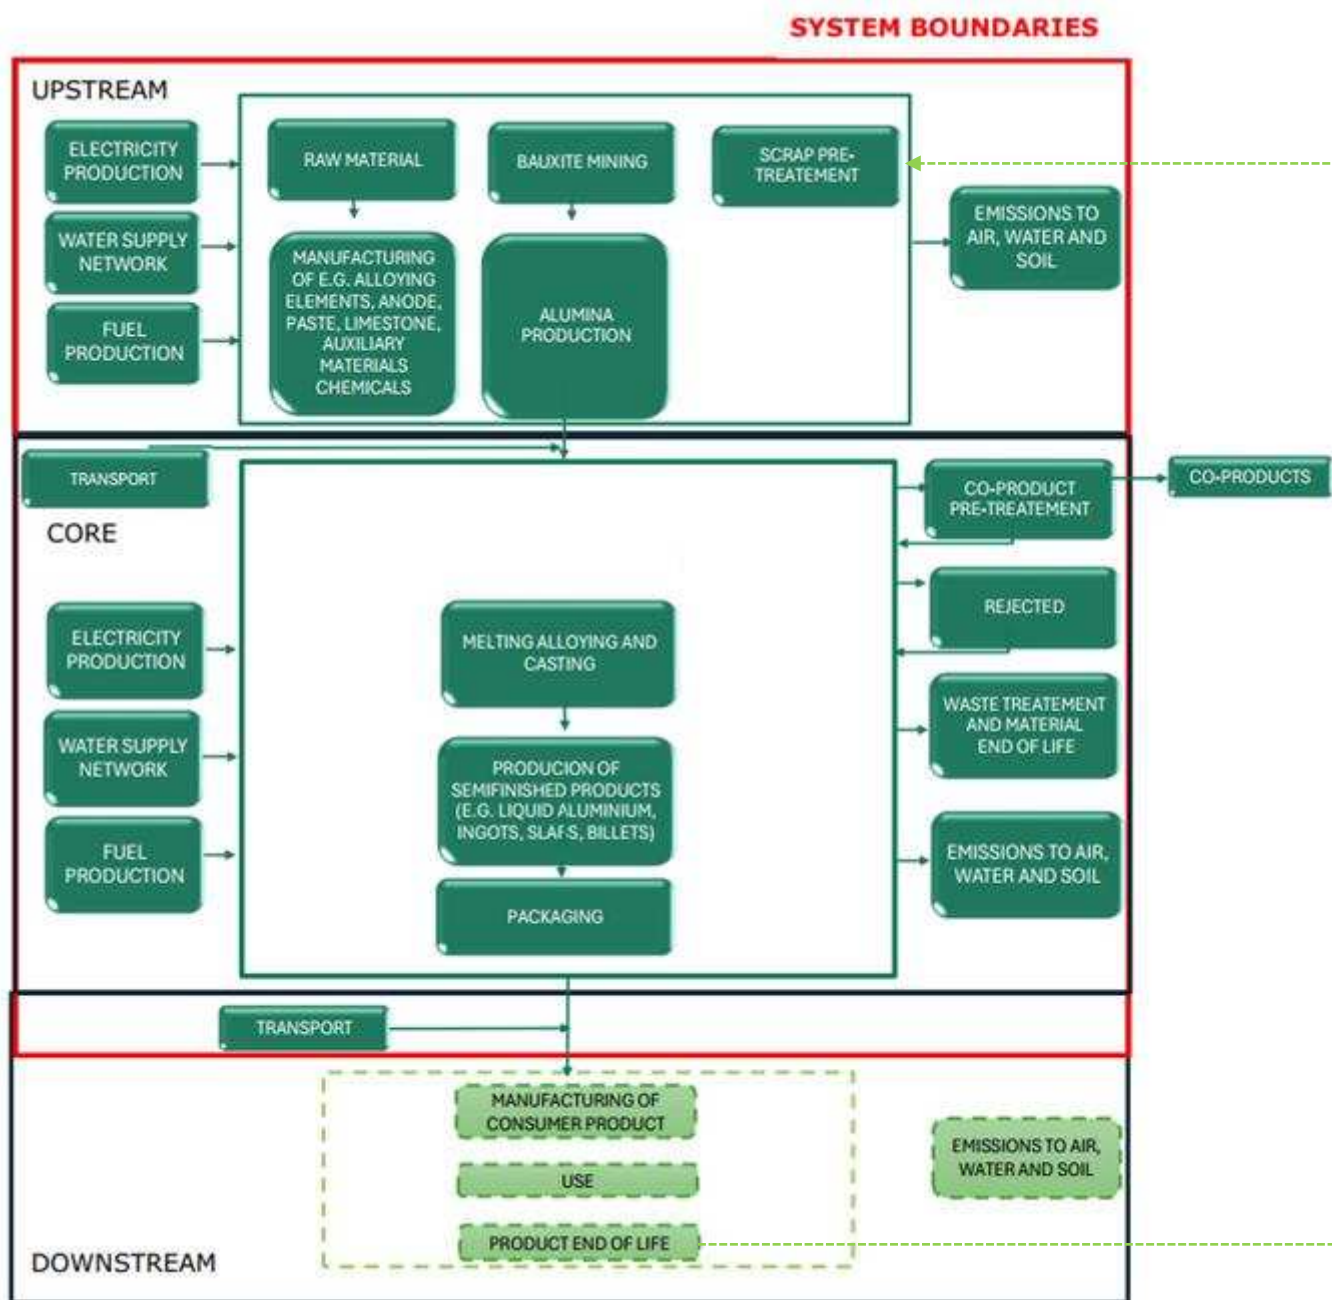 SYSTEM BOUNDARIES
UPSTREAM
ELECTRICITY
PRODUCTION
WATER SUPPLY
NETWORK
FUEL
PRODUCTION
RAW MATERIAL
MANUFACTURING
OF E.G. ALLOYING
ELEMENTS, ANODE,
PASTE, LIMESTONE,
AUXILIARY
MATERIALS
CHEMICALS
BAUXITE MINING
ALUMINA
PRODUCTION
SCRAP PRE-
TREATEMENT
EMISSIONS TO
AIR, WATER AND
SOIL
TRANSPORT
CORE
ELECTRICITY
PRODUCTION
WATER SUPPLY
NETWORK
FUEL
PRODUCTION
MELTING ALLOYING AND
CASTING
PRODUCION OF
SEMIFINISHED PRODUCTS
(E.G. LIQUID ALUMINIUM,
INGOTS, SLAFS, BILLETS)
PACKAGING
CO-PRODUCT
PRE-TREATEMENT
CO-PRODUCTS
REJECTED
WASTE TREATEMENT
AND MATERIAL
END OF LIFE
EMISSIONS TO AIR,
WATER AND SOIL
TRANSPORT
MANUFACTURING OF
CONSUMER PRODUCT
USE
PRODUCT END OF LIFE
EMISSIONS TO AIR,
WATER AND SOIL
DOWNSTREAM